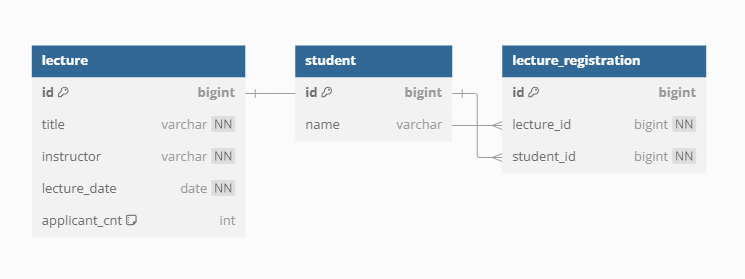 lecture
id bigint
title varchar NN
instructor varchar NN
lecture_date date NN
applicant_cnt int
student
id bigint
name varchar
lecture_registration
id bigint
lecture_id bigint NN
student_id bigint NN